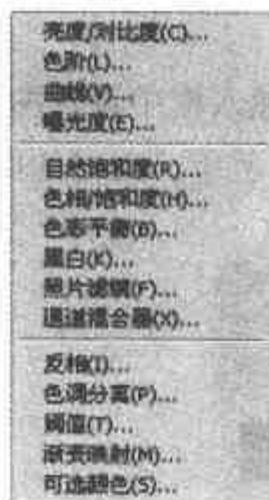 亮度/对比度(C)...
色阶(L)...
曲线(V)...
曝光度(E)...
自然饱和度(R)...
色相/饱和度(H)...
色彩平衡(B)...
黑白(K)...
照片滤镜(F)...
通道混合器(X)...
反相(I)...
色调分离(P)...
阈值(T)...
渐变映射(M)...
可选颜色(S)...